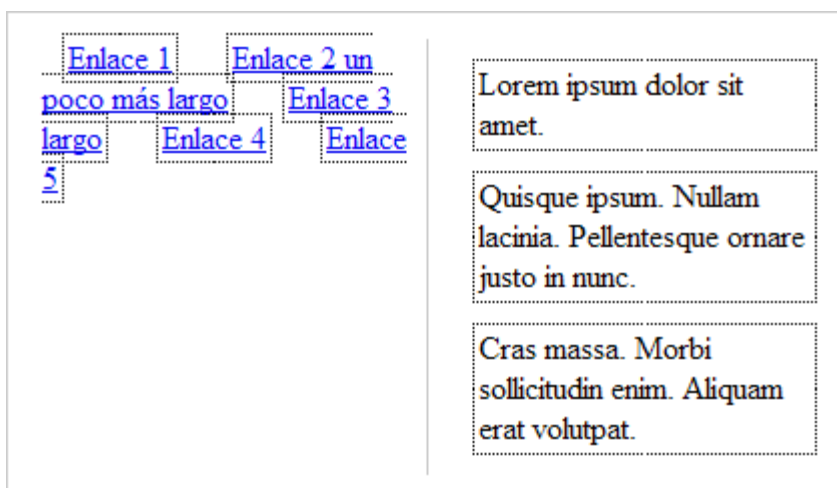 Enlace 1 Enlace 2 un
poco más largo Enlace 3
largo Enlace 4 Enlace
5
Lorem ipsum dolor sit
amet.
Quisque ipsum. Nullam
lacinia. Pellentesque ornare
justo in nunc.
Cras massa. Morbi
sollicitudin enim. Aliquam
erat volutpat.